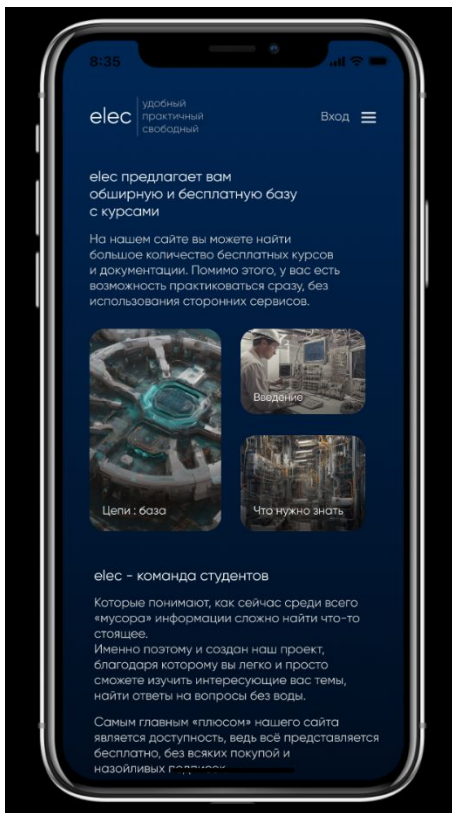 8:35
elec
удобный
практичный
свободный
Вход
elec предлагает вам
обширную и бесплатную базу
с курсами
На нашем сайте вы можете найти
большое количество бесплатных курсов
и документации. Помимо этого, у вас есть
возможность практиковаться сразу, без
использования сторонних сервисов.
Введение
Цепи : база
Что нужно знать
elec - команда студентов
Которые понимают, как сейчас среди всего
«мусора» информации сложно найти что-то
стоящее.
Именно поэтому и создан наш проект,
благодаря которому вы легко и просто
сможете изучить интересующие вас темы,
найти ответы на вопросы без воды.
Самым главным «плюсом» нашего сайта
является доступность, ведь всё представляется
бесплатно, без всяких покупой и
назойливых подписок